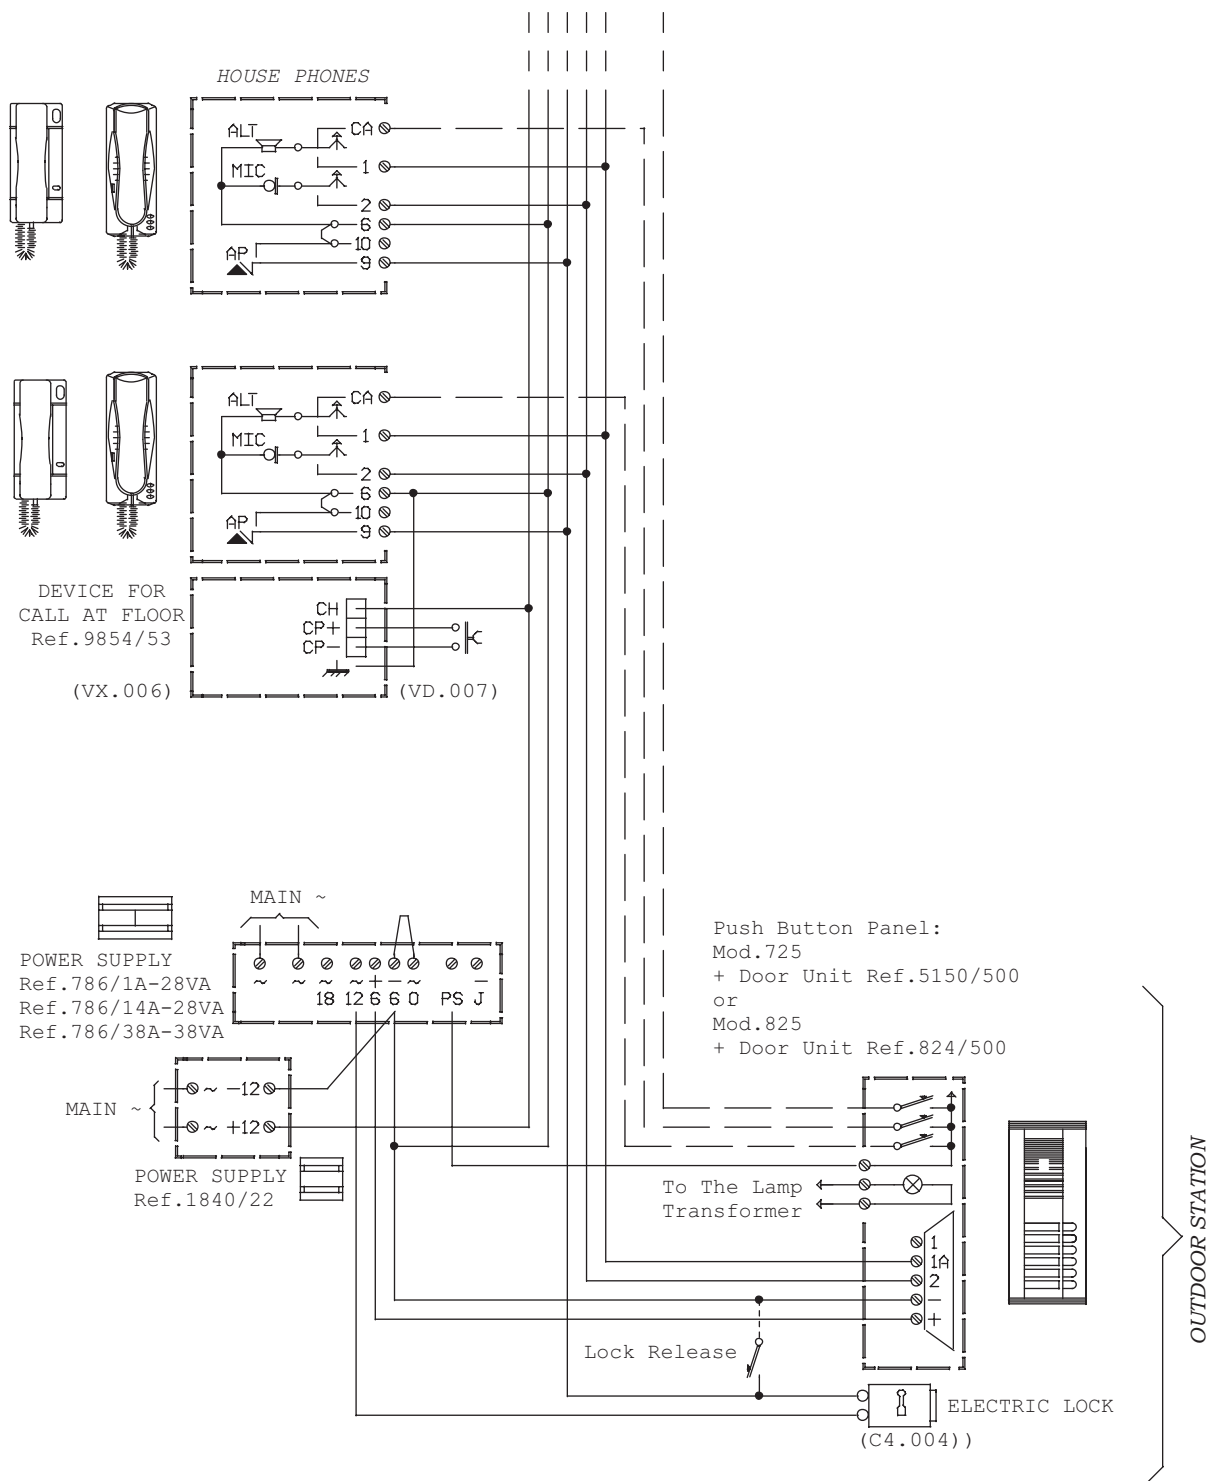 HOUSE PHONES
ALT
CA
1
MIC
2
6
10
AP
9
ALT
CA
1
MIC
2
6
10
AP
9
DEVICE FOR
CALL AT FLOOR
Ref.9854/53
CH
CP+
CP-
(VX.006)
(VD.007)
MAIN ~
POWER SUPPLY
Ref.786/1A-28VA
Ref.786/14A-28VA
Ref.786/38A-38VA
~ ~ ~ ~ + - ~ -
18 12 6 6 0 PS J
Push Button Panel:
Mod.725
+ Door Unit Ref.5150/500
or
Mod.825
+ Door Unit Ref.824/500
MAIN ~
~ -12
~ +12
POWER SUPPLY
Ref.1840/22
To The Lamp
Transformer
1
1A
2
-
+
Lock Release
ELECTRIC LOCK
(C4.004))
OUTDOOR STATION